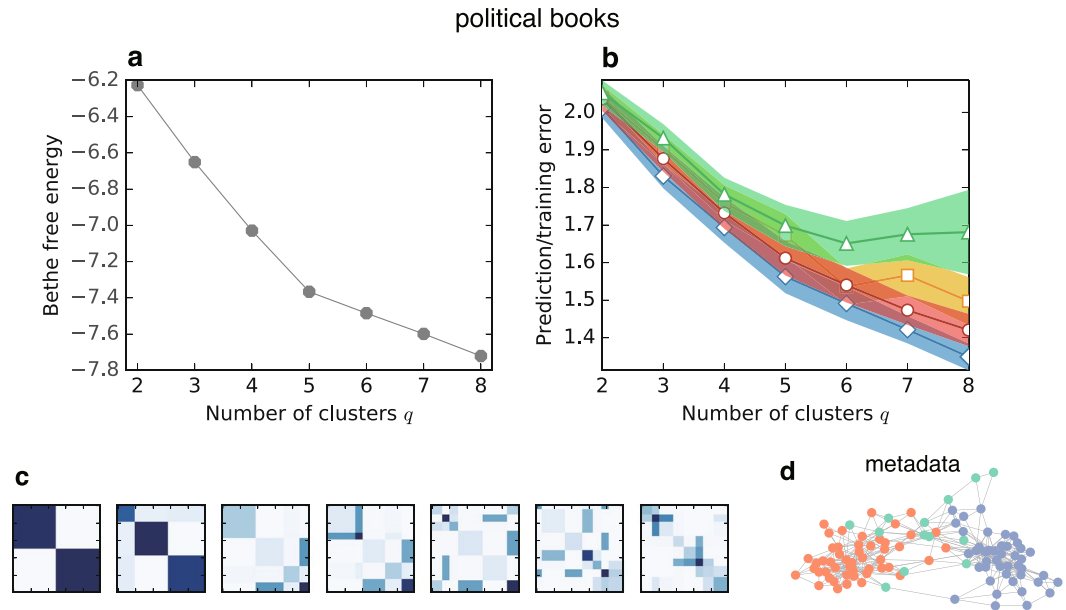 political books
a
b
−6.2
−6.4
−6.6
−6.8
−7.0
−7.2
−7.4
−7.6
−7.8
Bethe free energy
2 3 4 5 6 7 8
Number of clusters q
2.0
1.9
1.8
1.7
1.6
1.5
1.4
Prediction/training error
2 3 4 5 6 7 8
Number of clusters q
c
d
metadata